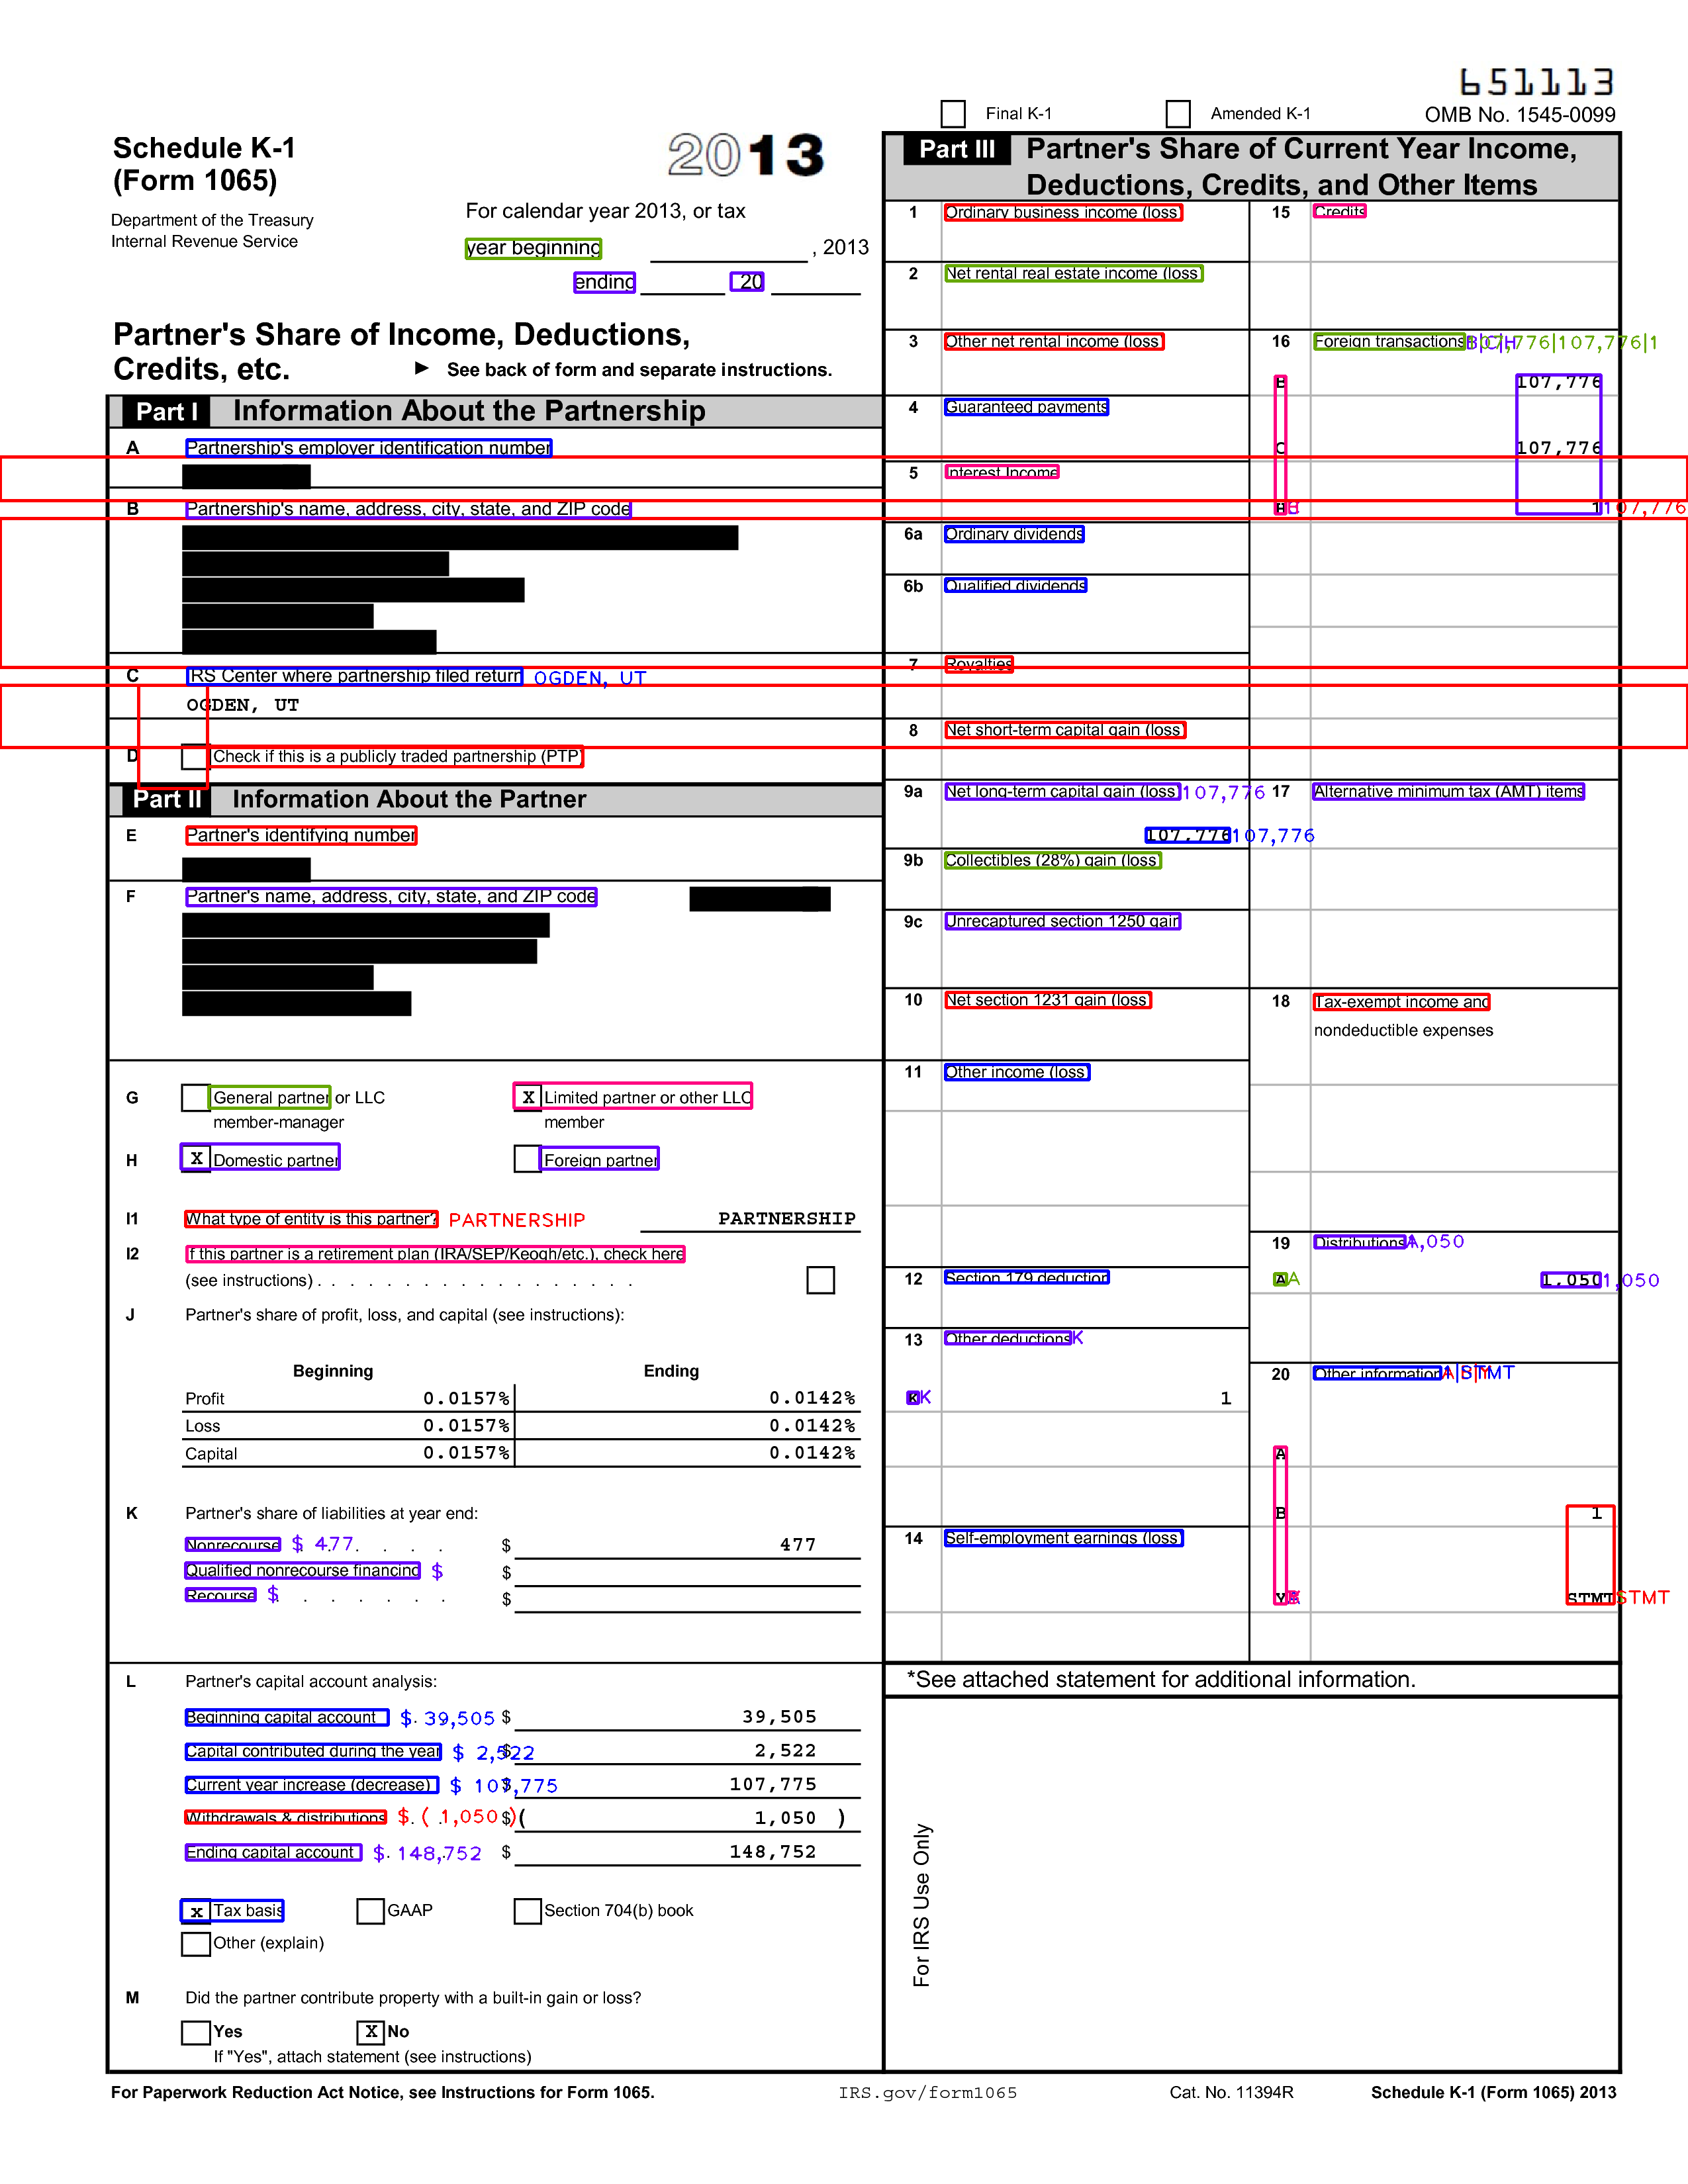 651113
Final K-1
Amended K-1
OMB No. 1545-0099
Schedule K-1
(Form 1065)
2013
Department of the Treasury
Internal Revenue Service
For calendar year 2013, or tax
year beginning , 2013
ending 20
Partner's Share of Income, Deductions,
Credits, etc.
► See back of form and separate instructions.
Part I Information About the Partnership
A Partnership's employer identification number
B Partnership's name, address, city, state, and ZIP code
C IRS Center where partnership filed return OGDEN, UT
OGDEN, UT
D Check if this is a publicly traded partnership (PTP)
Part II Information About the Partner
E Partner's identifying number
F Partner's name, address, city, state, and ZIP code
G General partner or LLC
member-manager
X Limited partner or other LLC
member
H X Domestic partner
Foreign partner
I1 What type of entity is this partner? PARTNERSHIP PARTNERSHIP
I2 If this partner is a retirement plan (IRA/SEP/Keogh/etc.), check here
(see instructions) . . . . . . . . . . . . . . . . .
J Partner's share of profit, loss, and capital (see instructions):
Beginning Ending
Profit 0.0157% 0.0142%
Loss 0.0157% 0.0142%
Capital 0.0157% 0.0142%
K Partner's share of liabilities at year end:
Nonrecourse $ 477 . . . . $ 477
Qualified nonrecourse financing $ $
Recourse $ . . . . . . $
L Partner's capital account analysis:
Beginning capital account $ 39,505 $ 39,505
Capital contributed during the year $ 2,522 $ 2,522
Current year increase (decrease) $ 107,775 $ 107,775
Withdrawals & distributions $ ( 1,050 ) $ ( 1,050 )
Ending capital account $ 148,752 $ 148,752
x Tax basis
GAAP
Section 704(b) book
Other (explain)
M Did the partner contribute property with a built-in gain or loss?
Yes
X No
If "Yes", attach statement (see instructions)
Part III Partner's Share of Current Year Income,
Deductions, Credits, and Other Items
1 Ordinary business income (loss)
2 Net rental real estate income (loss)
3 Other net rental income (loss)
4 Guaranteed payments
5 Interest Income
6a Ordinary dividends
6b Qualified dividends
7 Royalties
8 Net short-term capital gain (loss)
9a Net long-term capital gain (loss) 107,776
107,776 107,776
9b Collectibles (28%) gain (loss)
9c Unrecaptured section 1250 gain
10 Net section 1231 gain (loss)
11 Other income (loss)
12 Section 179 deduction
13 Other deductions K
K K 1
14 Self-employment earnings (loss)
15 Credits
16 Foreign transactions B|C|H 107,776|107,776|1
B 107,776
C 107,776
H 1 107,776
17 Alternative minimum tax (AMT) items
18 Tax-exempt income and
nondeductible expenses
19 Distributions A 1,050
A A 1,050 1,050
20 Other information 1|STMT
A
B 1
Y STMT STMT
*See attached statement for additional information.
For IRS Use Only
For Paperwork Reduction Act Notice, see Instructions for Form 1065.
IRS.gov/form1065
Cat. No. 11394R
Schedule K-1 (Form 1065) 2013